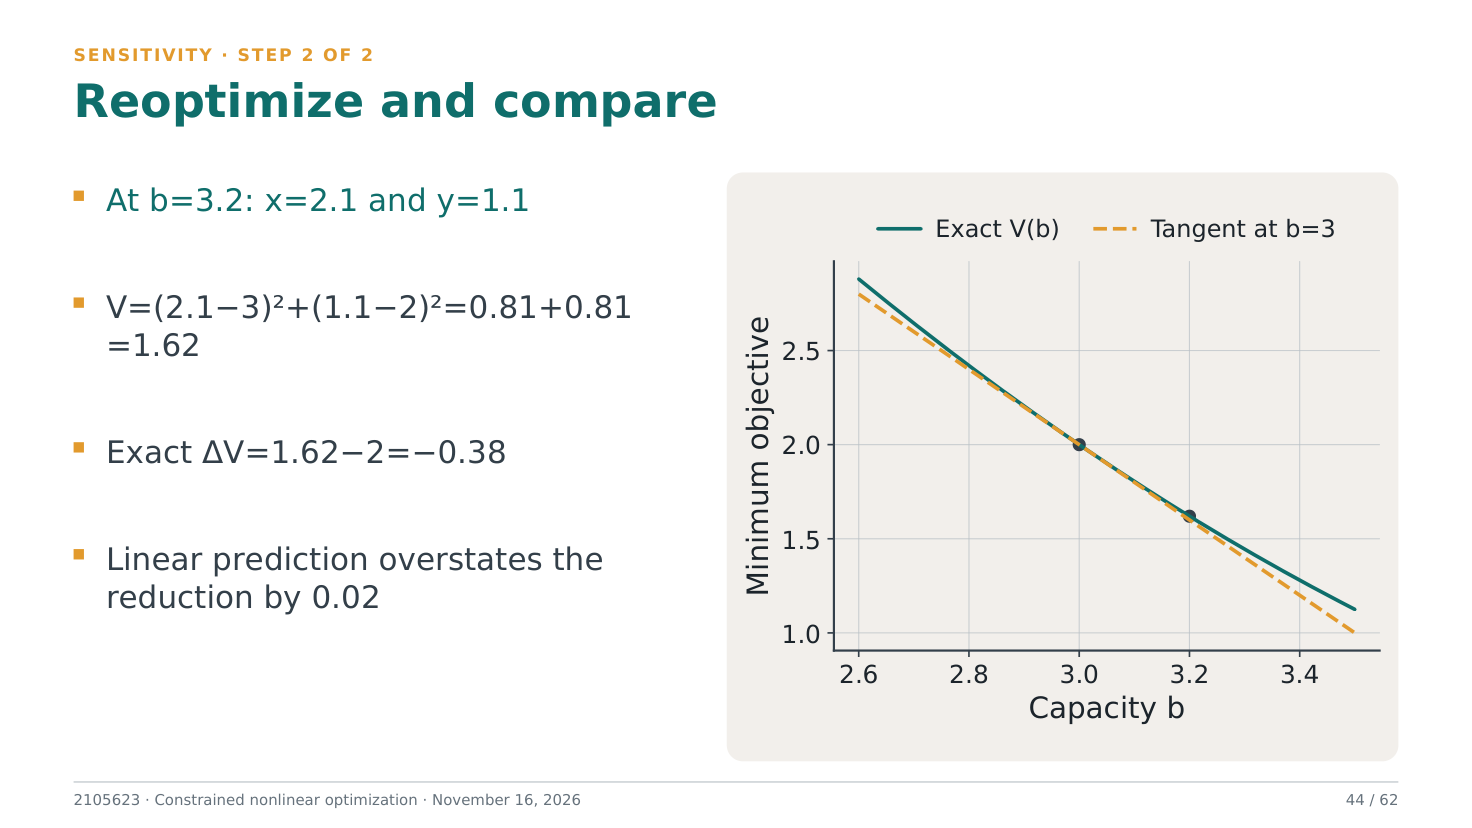 SENSITIVITY · STEP 2 OF 2
Reoptimize and compare
▪ At b=3.2: x=2.1 and y=1.1
▪ V=(2.1−3)²+(1.1−2)²=0.81+0.81
=1.62
▪ Exact ΔV=1.62−2=−0.38
▪ Linear prediction overstates the
reduction by 0.02
Exact V(b)
Tangent at b=3
Minimum objective
2.5
2.0
1.5
1.0
2.6 2.8 3.0 3.2 3.4
Capacity b
2105623 · Constrained nonlinear optimization · November 16, 2026
44 / 62